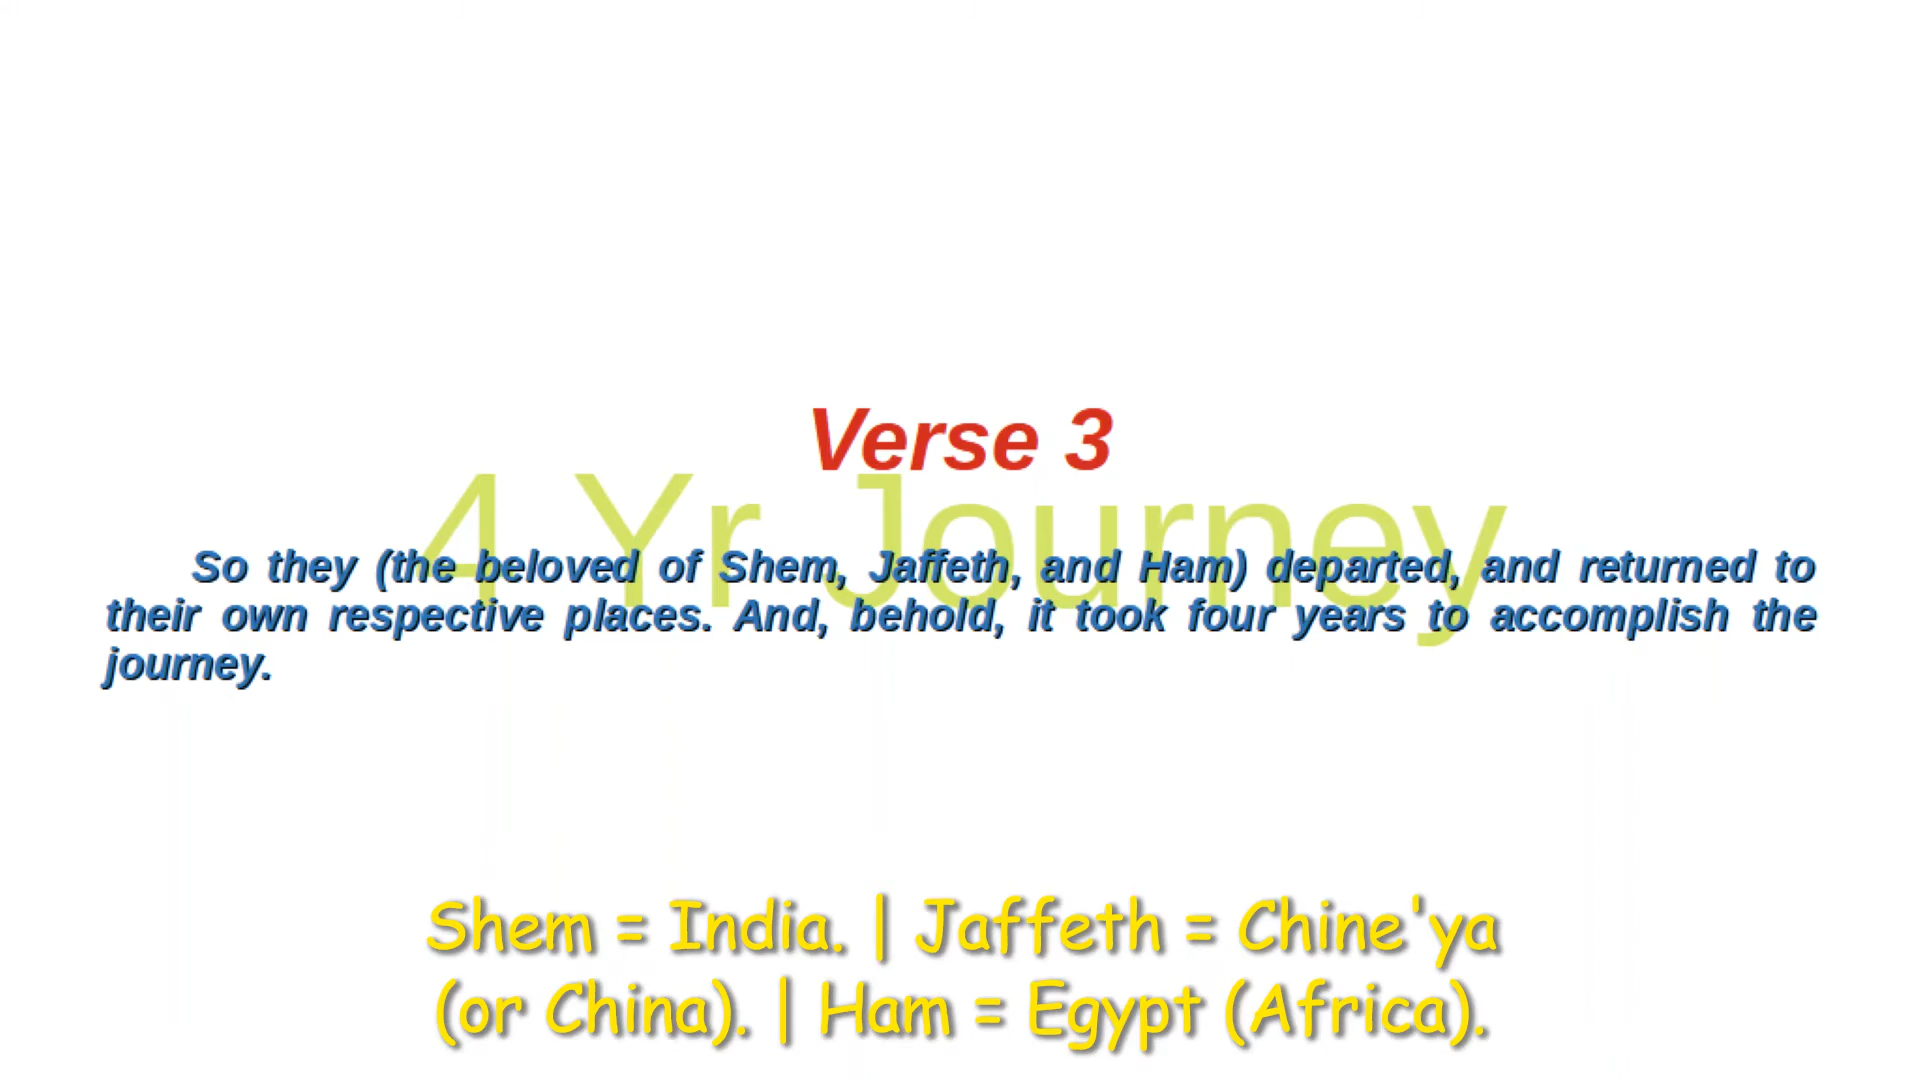 Verse 3
4 Yr Journey
So they (the beloved of Shem, Jaffeth, and Ham) departed, and returned to
their own respective places. And, behold, it took four years to accomplish the
journey.
Shem = India. | Jaffeth = Chine'ya
(or China). | Ham = Egypt (Africa).